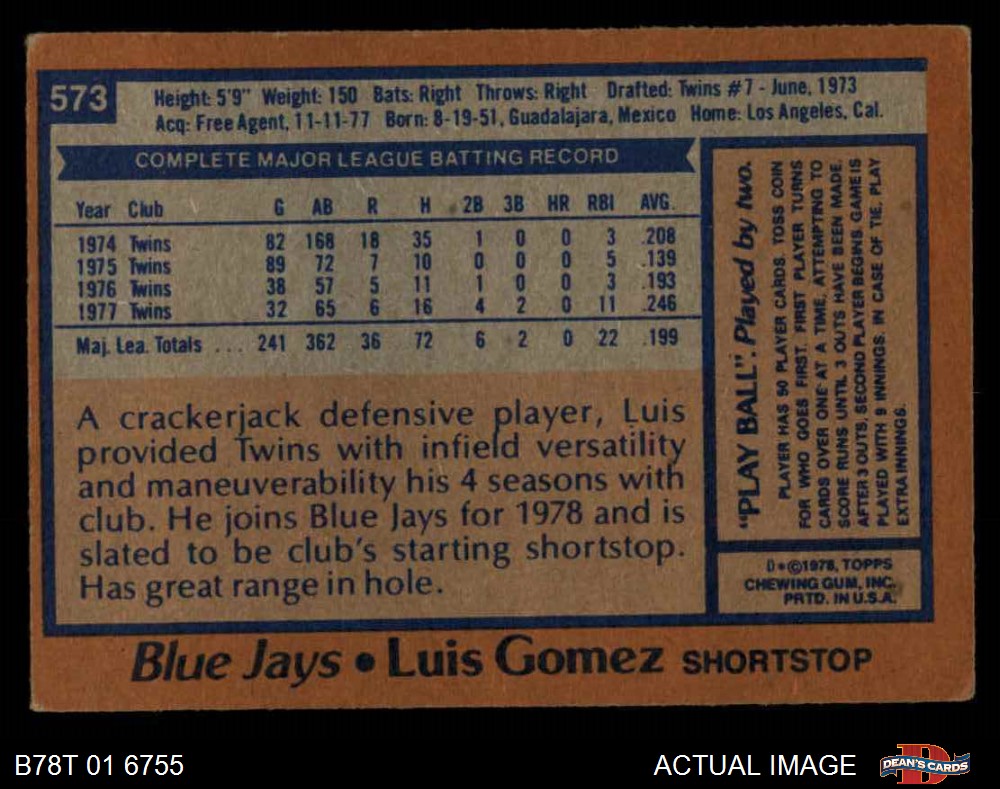 573
Height: 5'9" Weight: 150 Bats: Right Throws: Right Drafted: Twins #7 - June, 1973
Acq: Free Agent, 11-11-77 Born: 8-19-51, Guadalajara, Mexico Home: Los Angeles, Cal.
COMPLETE MAJOR LEAGUE BATTING RECORD
Year Club G AB R H 2B 3B HR RBI AVG.
1974 Twins 82 168 18 35 1 0 0 3 .208
1975 Twins 89 72 7 10 0 0 0 5 .139
1976 Twins 38 57 5 11 1 0 0 3 .193
1977 Twins 32 65 6 16 4 2 0 11 .246
Maj. Lea. Totals ... 241 362 36 72 6 2 0 22 .199
A crackerjack defensive player, Luis
provided Twins with infield versatility
and maneuverability his 4 seasons with
club. He joins Blue Jays for 1978 and is
slated to be club's starting shortstop.
Has great range in hole.
"PLAY BALL". Played by two.
PLAYER HAS 50 PLAYER CARDS. TOSS COIN
FOR WHO GOES FIRST. FIRST PLAYER TURNS
CARDS OVER ONE AT A TIME, ATTEMPTING TO
SCORE RUNS UNTIL 3 OUTS HAVE BEEN MADE.
AFTER 3 OUTS, SECOND PLAYER BEGINS. GAME IS
PLAYED WITH 9 INNINGS. IN CASE OF TIE, PLAY
EXTRA INNINGS.
D*©1978, TOPPS
CHEWING GUM, INC.
PRTD. IN U.S.A.
Blue Jays • Luis Gomez SHORTSTOP
B78T 01 6755
ACTUAL IMAGE
D
DEAN'S CARDS